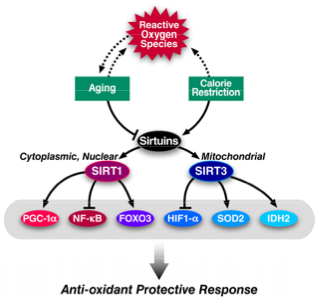 Reactive
Oxygen
Species
Aging
Calorie
Restriction
Sirtuins
Cytoplasmic, Nuclear
Mitochondrial
SIRT1
SIRT3
PGC-1α
NF-κB
FOXO3
HIF1-α
SOD2
IDH2
Anti-oxidant Protective Response